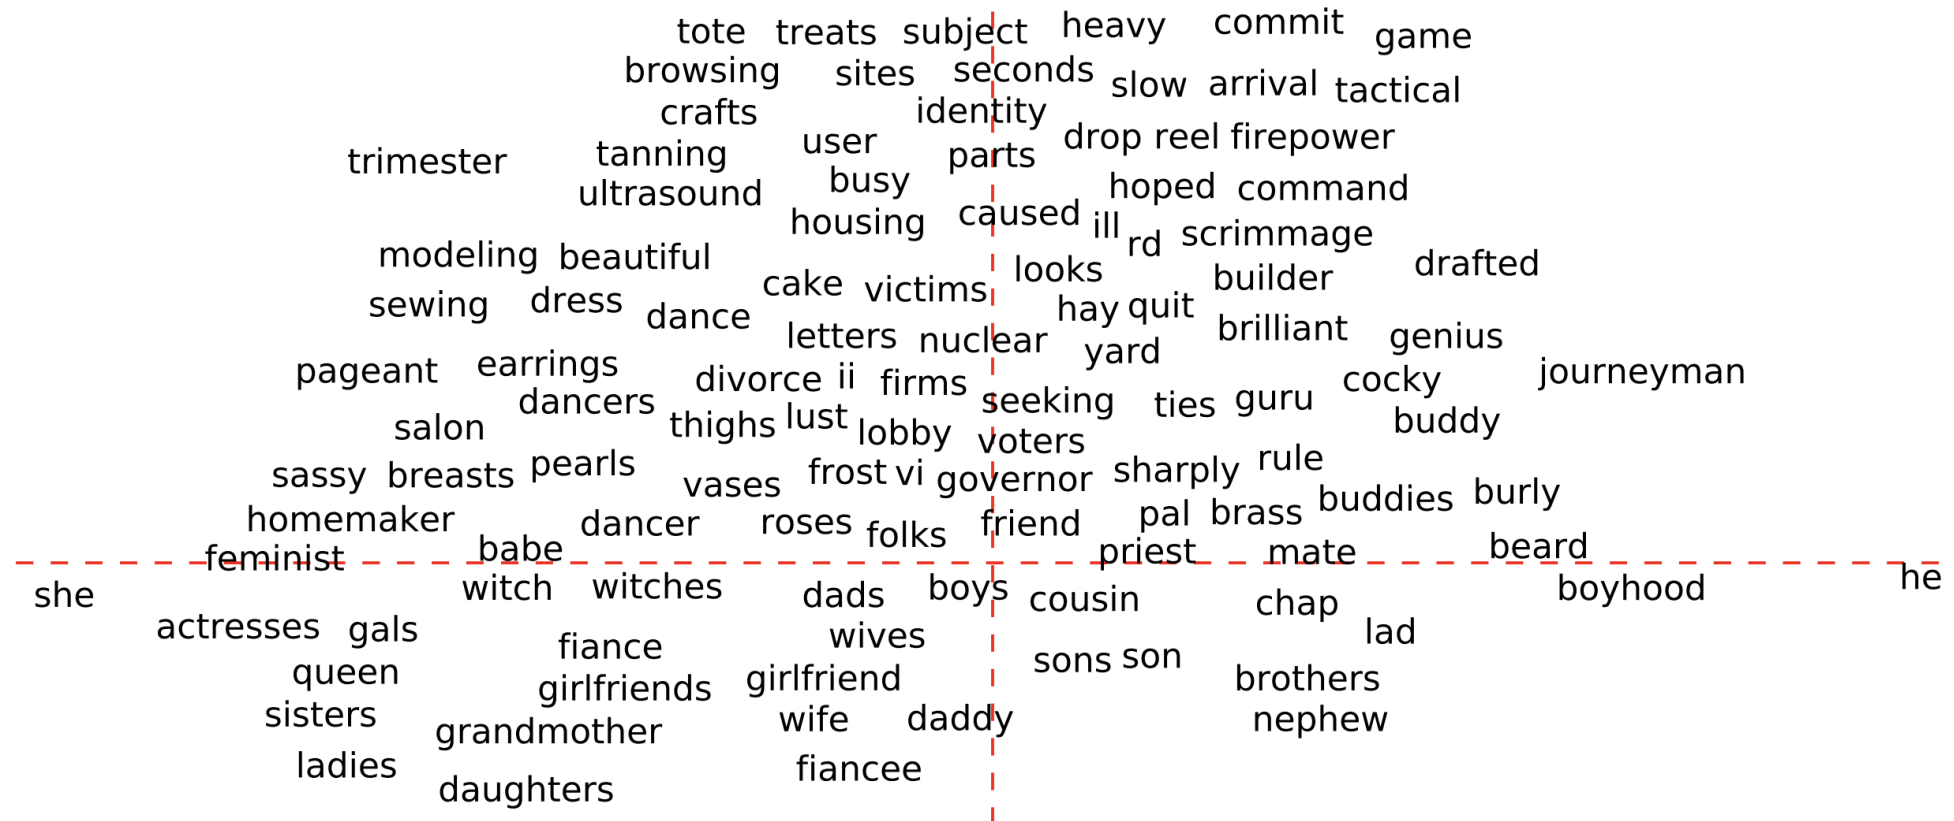 tote treats subject heavy commit game
browsing sites seconds slow arrival tactical
crafts identity
trimester tanning user parts drop reel firepower
ultrasound busy hoped command
housing caused ill rd scrimmage
modeling beautiful cake victims looks builder drafted
sewing dress dance hay quit
letters nuclear yard brilliant genius
pageant earrings divorce ii firms cocky journeyman
dancers thighs lust seeking ties guru buddy
salon lobby voters
sassy breasts pearls vases frost vi governor sharply rule
homemaker dancer roses folks friend pal brass buddies burly
feminist babe priest mate beard
she witch witches dads boys cousin chap boyhood he
actresses gals fiance wives lad
queen girlfriends girlfriend sons son brothers
sisters grandmother wife daddy nephew
ladies daughters fiancee